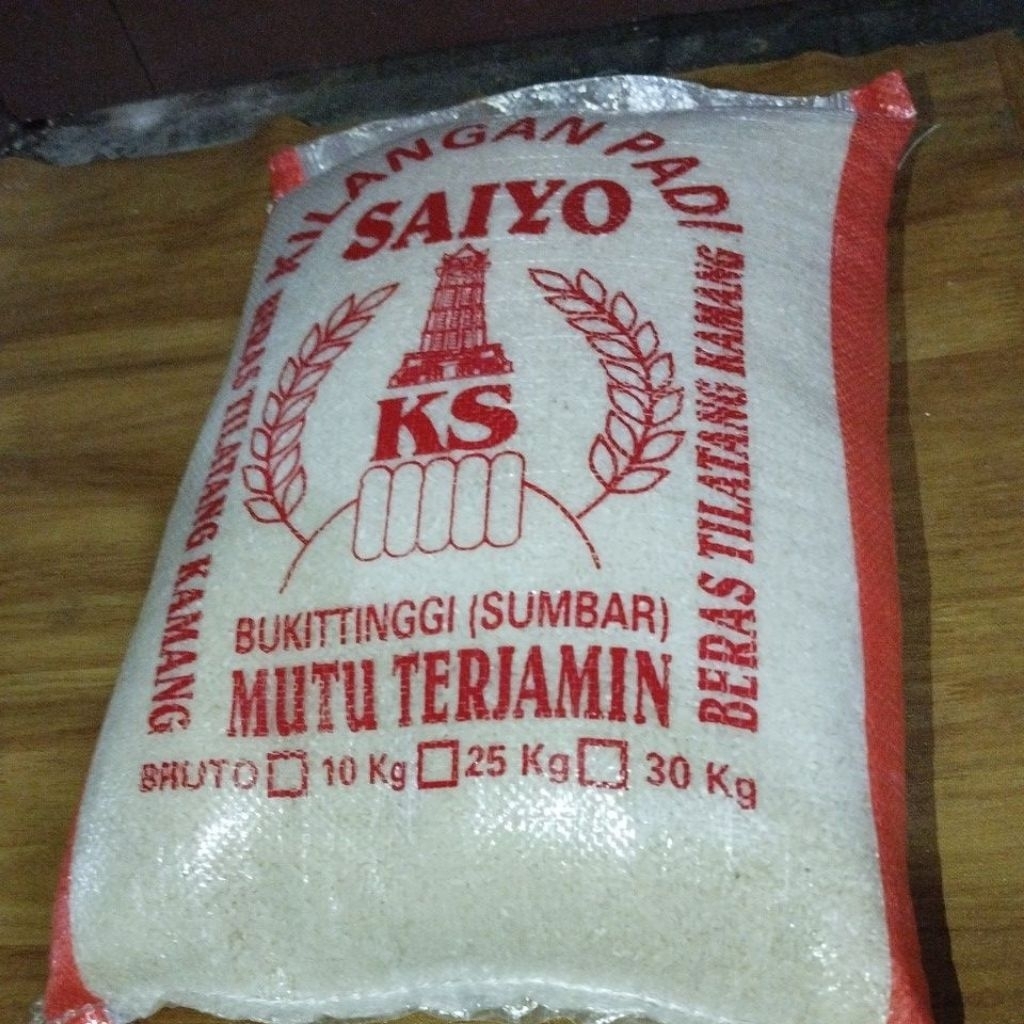 KILANGAN PADI
SAIYO
KS
BERAS TILATANG KAMANG
BERAS TILATANG KAMANG
BUKITTINGGI (SUMBAR)
MUTU TERJAMIN
BRUTO 10 Kg 25 Kg 30 Kg